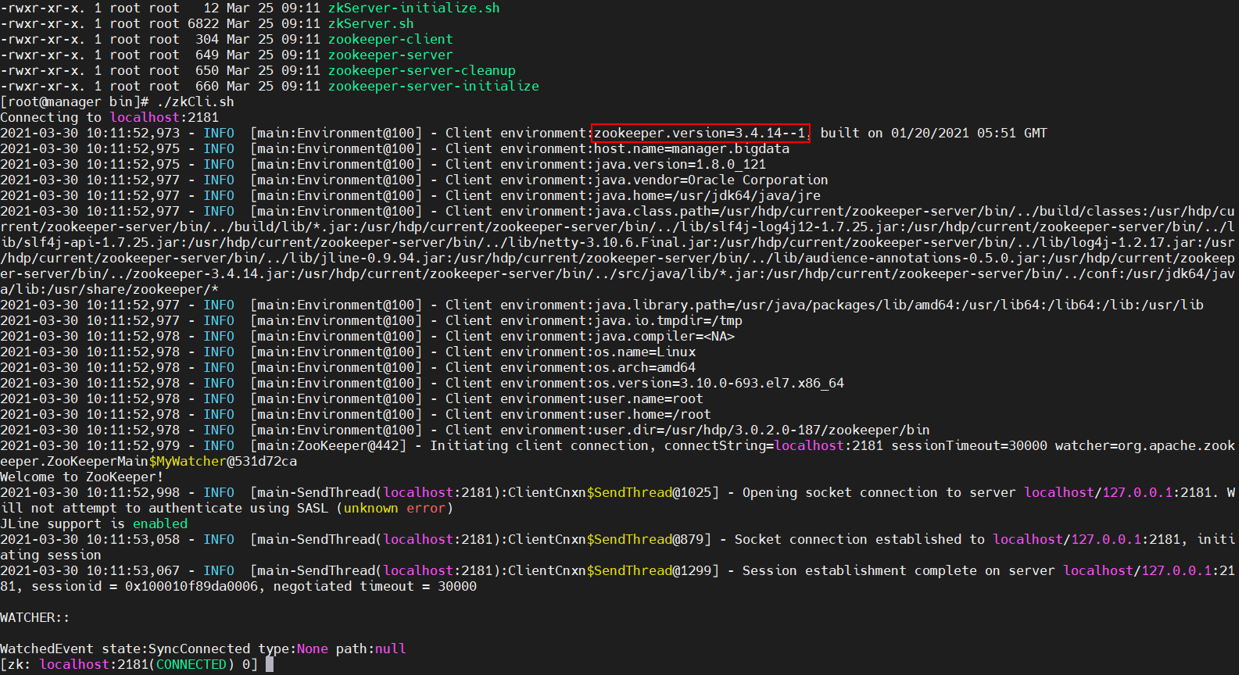 -rwxr-xr-x. 1 root root   12 Mar 25 09:11 zkServer-initialize.sh
-rwxr-xr-x. 1 root root 6822 Mar 25 09:11 zkServer.sh
-rwxr-xr-x. 1 root root  304 Mar 25 09:11 zookeeper-client
-rwxr-xr-x. 1 root root  649 Mar 25 09:11 zookeeper-server
-rwxr-xr-x. 1 root root  650 Mar 25 09:11 zookeeper-server-cleanup
-rwxr-xr-x. 1 root root  660 Mar 25 09:11 zookeeper-server-initialize
[root@manager bin]# ./zkCli.sh
Connecting to localhost:2181
2021-03-30 10:11:52,973 - INFO  [main:Environment@100] - Client environment:zookeeper.version=3.4.14--1, built on 01/20/2021 05:51 GMT
2021-03-30 10:11:52,975 - INFO  [main:Environment@100] - Client environment:host.name=manager.bigdata
2021-03-30 10:11:52,975 - INFO  [main:Environment@100] - Client environment:java.version=1.8.0_121
2021-03-30 10:11:52,977 - INFO  [main:Environment@100] - Client environment:java.vendor=Oracle Corporation
2021-03-30 10:11:52,977 - INFO  [main:Environment@100] - Client environment:java.home=/usr/jdk64/java/jre
2021-03-30 10:11:52,977 - INFO  [main:Environment@100] - Client environment:java.class.path=/usr/hdp/current/zookeeper-server/bin/../build/classes:/usr/hdp/cu
rrent/zookeeper-server/bin/../build/lib/*.jar:/usr/hdp/current/zookeeper-server/bin/../lib/slf4j-log4j12-1.7.25.jar:/usr/hdp/current/zookeeper-server/bin/../l
ib/slf4j-api-1.7.25.jar:/usr/hdp/current/zookeeper-server/bin/../lib/netty-3.10.6.Final.jar:/usr/hdp/current/zookeeper-server/bin/../lib/log4j-1.2.17.jar:/usr
/hdp/current/zookeeper-server/bin/../lib/jline-0.9.94.jar:/usr/hdp/current/zookeeper-server/bin/../lib/audience-annotations-0.5.0.jar:/usr/hdp/current/zookeep
er-server/bin/../zookeeper-3.4.14.jar:/usr/hdp/current/zookeeper-server/bin/../src/java/lib/*.jar:/usr/hdp/current/zookeeper-server/bin/../conf:/usr/jdk64/jav
a/lib:/usr/share/zookeeper/*
2021-03-30 10:11:52,977 - INFO  [main:Environment@100] - Client environment:java.library.path=/usr/java/packages/lib/amd64:/usr/lib64:/lib64:/lib:/usr/lib
2021-03-30 10:11:52,977 - INFO  [main:Environment@100] - Client environment:java.io.tmpdir=/tmp
2021-03-30 10:11:52,978 - INFO  [main:Environment@100] - Client environment:java.compiler=<NA>
2021-03-30 10:11:52,978 - INFO  [main:Environment@100] - Client environment:os.name=Linux
2021-03-30 10:11:52,978 - INFO  [main:Environment@100] - Client environment:os.arch=amd64
2021-03-30 10:11:52,978 - INFO  [main:Environment@100] - Client environment:os.version=3.10.0-693.el7.x86_64
2021-03-30 10:11:52,978 - INFO  [main:Environment@100] - Client environment:user.name=root
2021-03-30 10:11:52,978 - INFO  [main:Environment@100] - Client environment:user.home=/root
2021-03-30 10:11:52,978 - INFO  [main:Environment@100] - Client environment:user.dir=/usr/hdp/3.0.2.0-187/zookeeper/bin
2021-03-30 10:11:52,979 - INFO  [main:ZooKeeper@442] - Initiating client connection, connectString=localhost:2181 sessionTimeout=30000 watcher=org.apache.zook
eeper.ZooKeeperMain$MyWatcher@531d72ca
Welcome to ZooKeeper!
2021-03-30 10:11:52,998 - INFO  [main-SendThread(localhost:2181):ClientCnxn$SendThread@1025] - Opening socket connection to server localhost/127.0.0.1:2181. W
ill not attempt to authenticate using SASL (unknown error)
JLine support is enabled
2021-03-30 10:11:53,058 - INFO  [main-SendThread(localhost:2181):ClientCnxn$SendThread@879] - Socket connection established to localhost/127.0.0.1:2181, initi
ating session
2021-03-30 10:11:53,067 - INFO  [main-SendThread(localhost:2181):ClientCnxn$SendThread@1299] - Session establishment complete on server localhost/127.0.0.1:21
81, sessionid = 0x100010f89da0006, negotiated timeout = 30000
WATCHER::
WatchedEvent state:SyncConnected type:None path:null
[zk: localhost:2181(CONNECTED) 0]